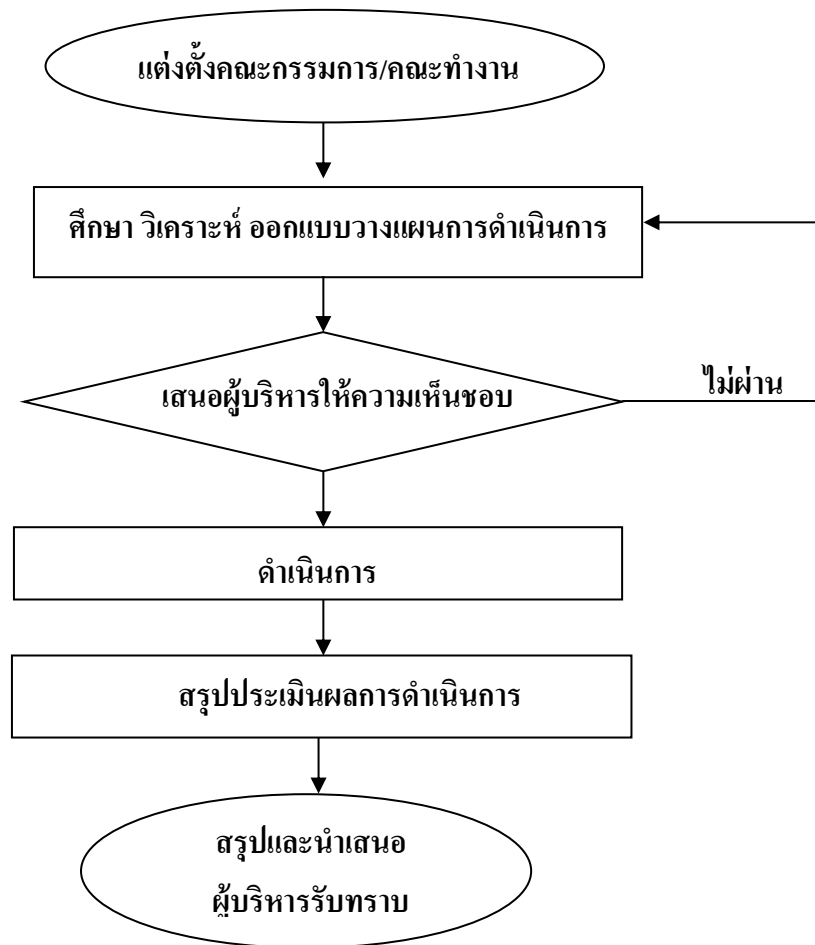 แต่งตั้งคณะกรรมการ/คณะทำงาน
ศึกษา วิเคราะห์ ออกแบบวางแผนการดำเนินการ
เสนอผู้บริหารให้ความเห็นชอบ
ไม่ผ่าน
ดำเนินการ
สรุปประเมินผลการดำเนินการ
สรุปและนำเสนอ
ผู้บริหารรับทราบ